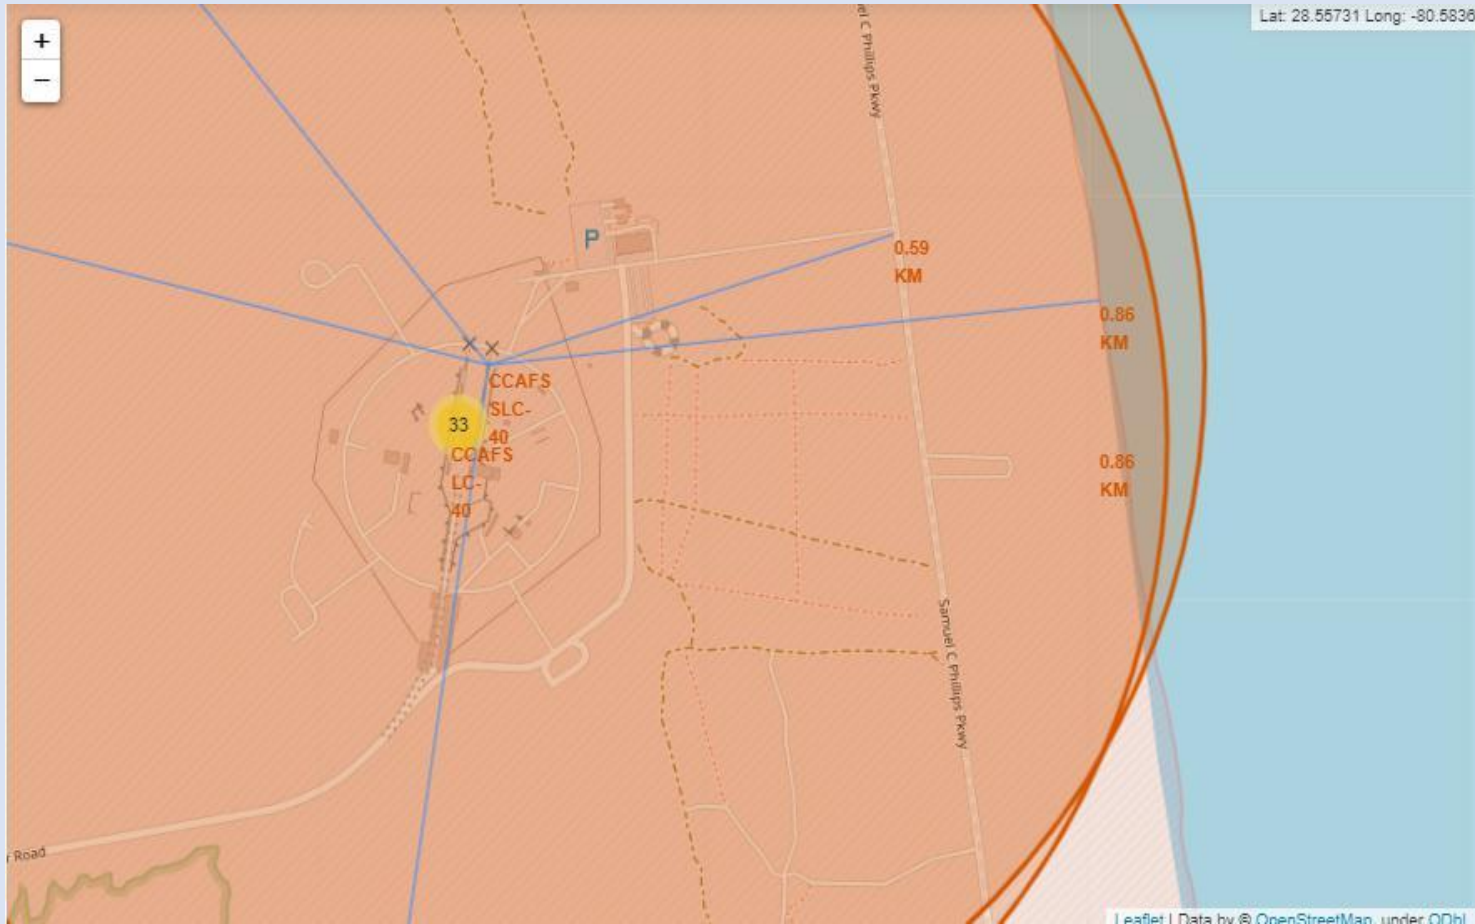 +
Lat: 28.55731 Long: -80.5836
−
el C Phillips Pkwy
P
0.59
KM
0.86
KM
CCAFS
SLC-
40
33
CCAFS
LC-
40
0.86
KM
Samuel C Phillips Pkwy
r Road
Leaflet | Data by © OpenStreetMap, under ODbL